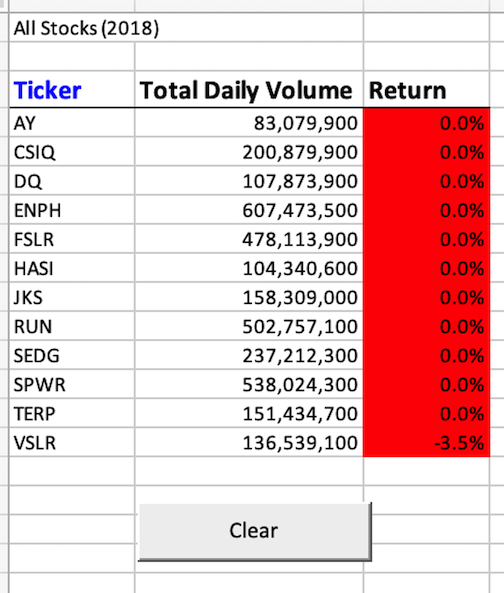 All Stocks (2018)
Ticker Total Daily Volume Return
AY 83,079,900 0.0%
CSIQ 200,879,900 0.0%
DQ 107,873,900 0.0%
ENPH 607,473,500 0.0%
FSLR 478,113,900 0.0%
HASI 104,340,600 0.0%
JKS 158,309,000 0.0%
RUN 502,757,100 0.0%
SEDG 237,212,300 0.0%
SPWR 538,024,300 0.0%
TERP 151,434,700 0.0%
VSLR 136,539,100 -3.5%
Clear